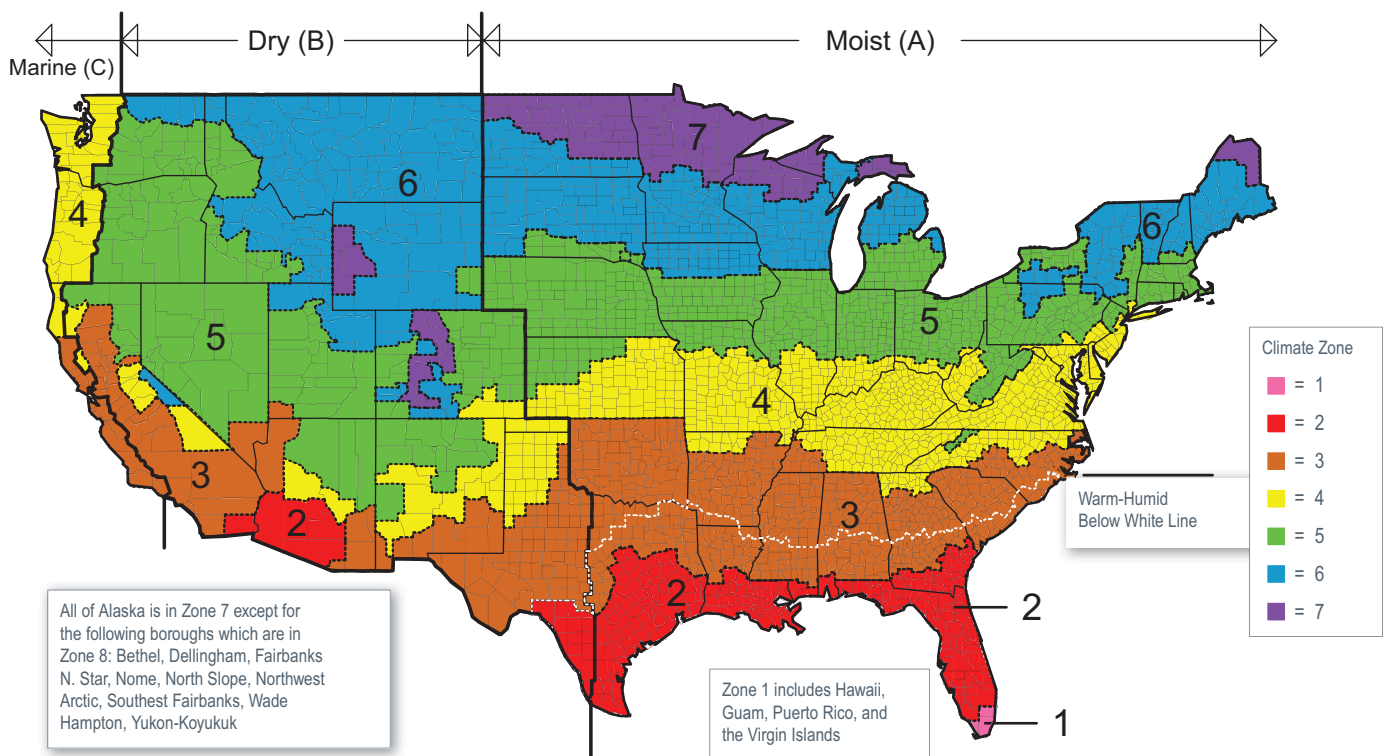 Dry (B)
Moist (A)
Marine (C)
7
6
4
6
5
5
4
3
3
2
2
2
1
Climate Zone
= 1
= 2
= 3
= 4
= 5
= 6
= 7
Warm-Humid
Below White Line
All of Alaska is in Zone 7 except for
the following boroughs which are in
Zone 8: Bethel, Dellingham, Fairbanks
N. Star, Nome, North Slope, Northwest
Arctic, Southest Fairbanks, Wade
Hampton, Yukon-Koyukuk
Zone 1 includes Hawaii,
Guam, Puerto Rico, and
the Virgin Islands